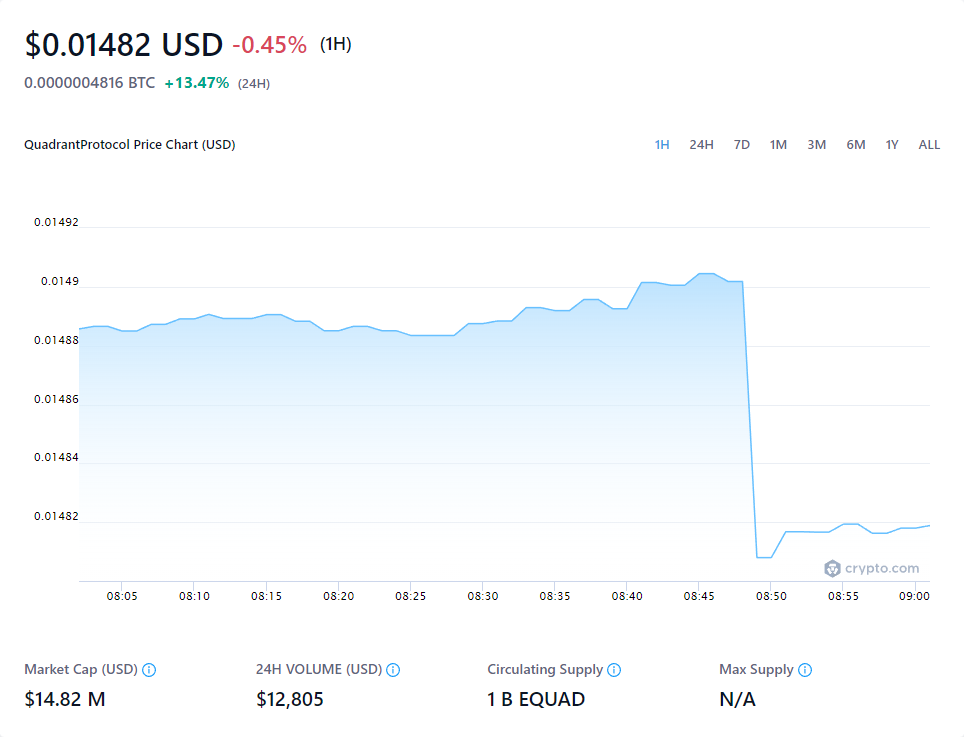 $0.01482 USD -0.45% (1H)
0.0000004816 BTC +13.47% (24H)
QuadrantProtocol Price Chart (USD) 1H 24H 7D 1M 3M 6M 1Y ALL
0.01492
0.0149
0.01488
0.01486
0.01484
0.01482
crypto.com
08:05 08:10 08:15 08:20 08:25 08:30 08:35 08:40 08:45 08:50 08:55 09:00
Market Cap (USD) 24H VOLUME (USD) Circulating Supply Max Supply
$14.82 M $12,805 1 B EQUAD N/A